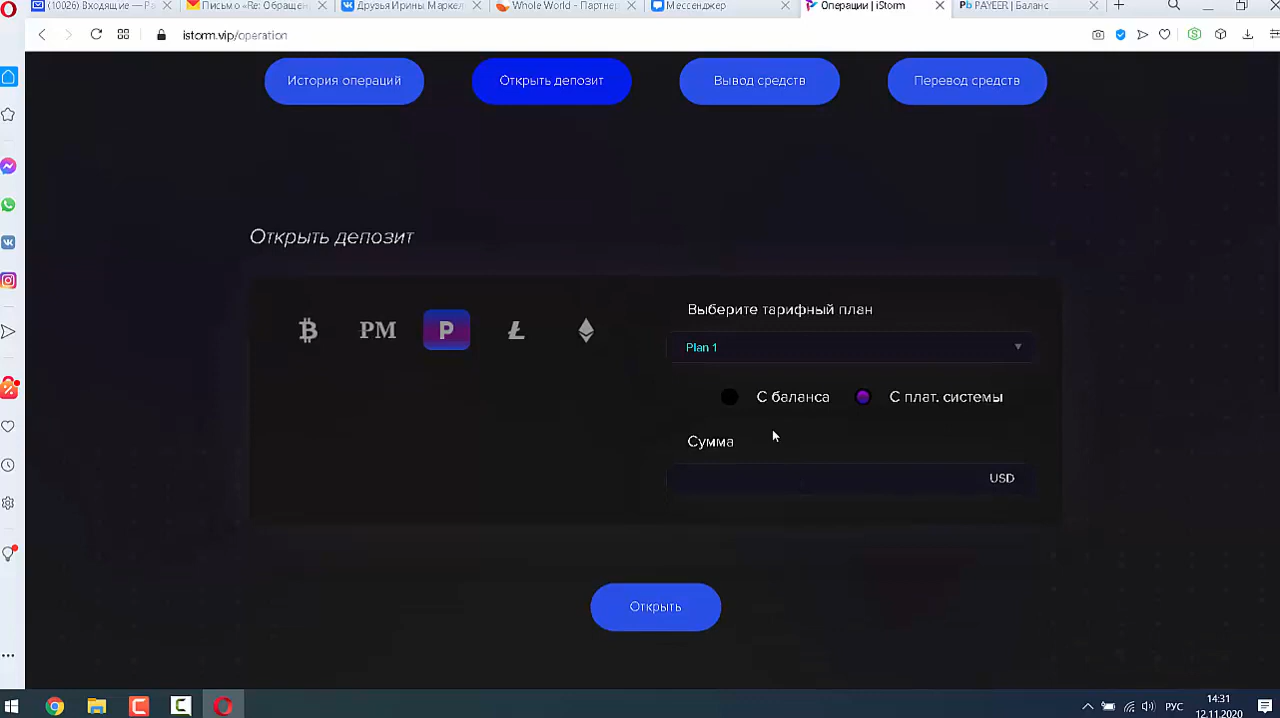 (10026) Входящие — Ра
Письмо «Re: Обращен
Друзья Ирины Маркел
Whole World - Партнер
Мессенджер
Операции | iStorm
PAYEER | Баланс
istorm.vip/operation
История операций
Открыть депозит
Вывод средств
Перевод средств
Открыть депозит
PM
P
Выберите тарифный план
Plan 1
С баланса
С плат. системы
Сумма
USD
Открыть
14:31
РУС
12.11.2020